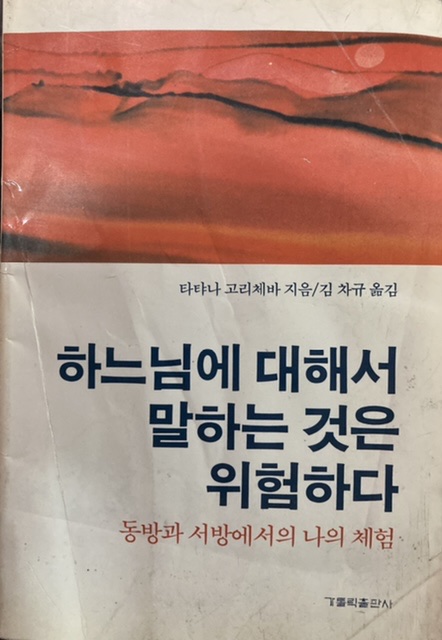 타탸나 고리체바 지음/김 차규 옮김
하느님에 대해서
말하는 것은
위험하다
동방과 서방에서의 나의 체험
가톨릭출판사